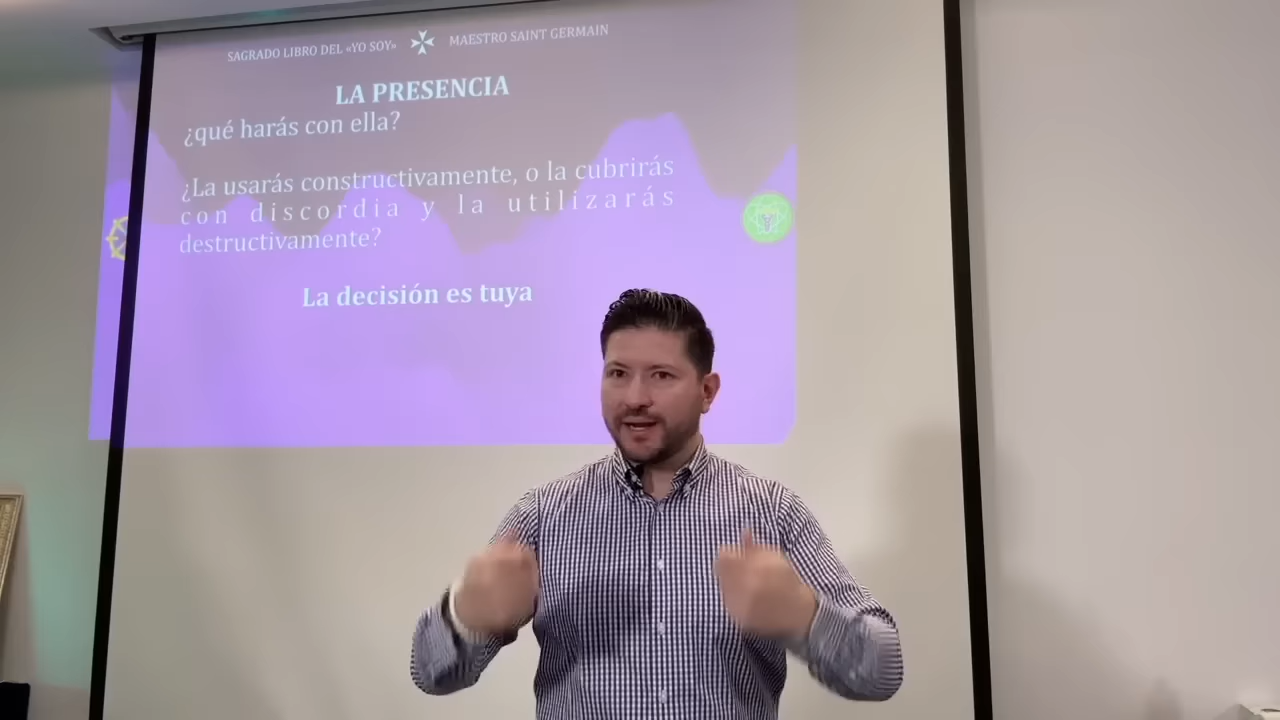 SAGRADO LIBRO DEL «YO SOY» MAESTRO SAINT GERMAIN
LA PRESENCIA
¿qué harás con ella?
¿La usarás constructivamente, o la cubrirás
con discordia y la utilizarás
destructivamente?
La decisión es tuya